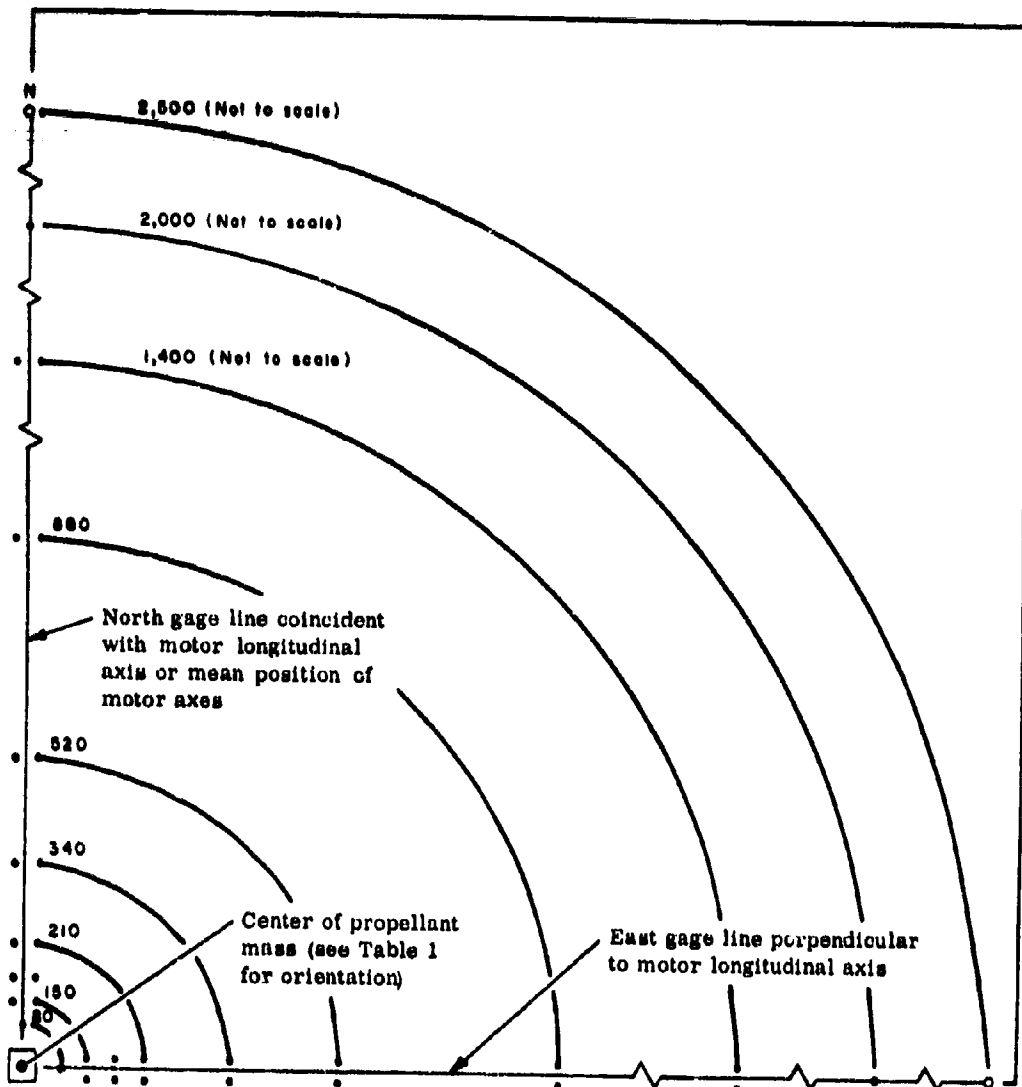 N
2,500 (Not to scale)
2,000 (Not to scale)
1,400 (Not to scale)
880
North gage line coincident
with motor longitudinal
axis or mean position of
motor axes
520
340
210
150
Center of propellant
mass (see Table 1
for orientation)
East gage line perpendicular
to motor longitudinal axis